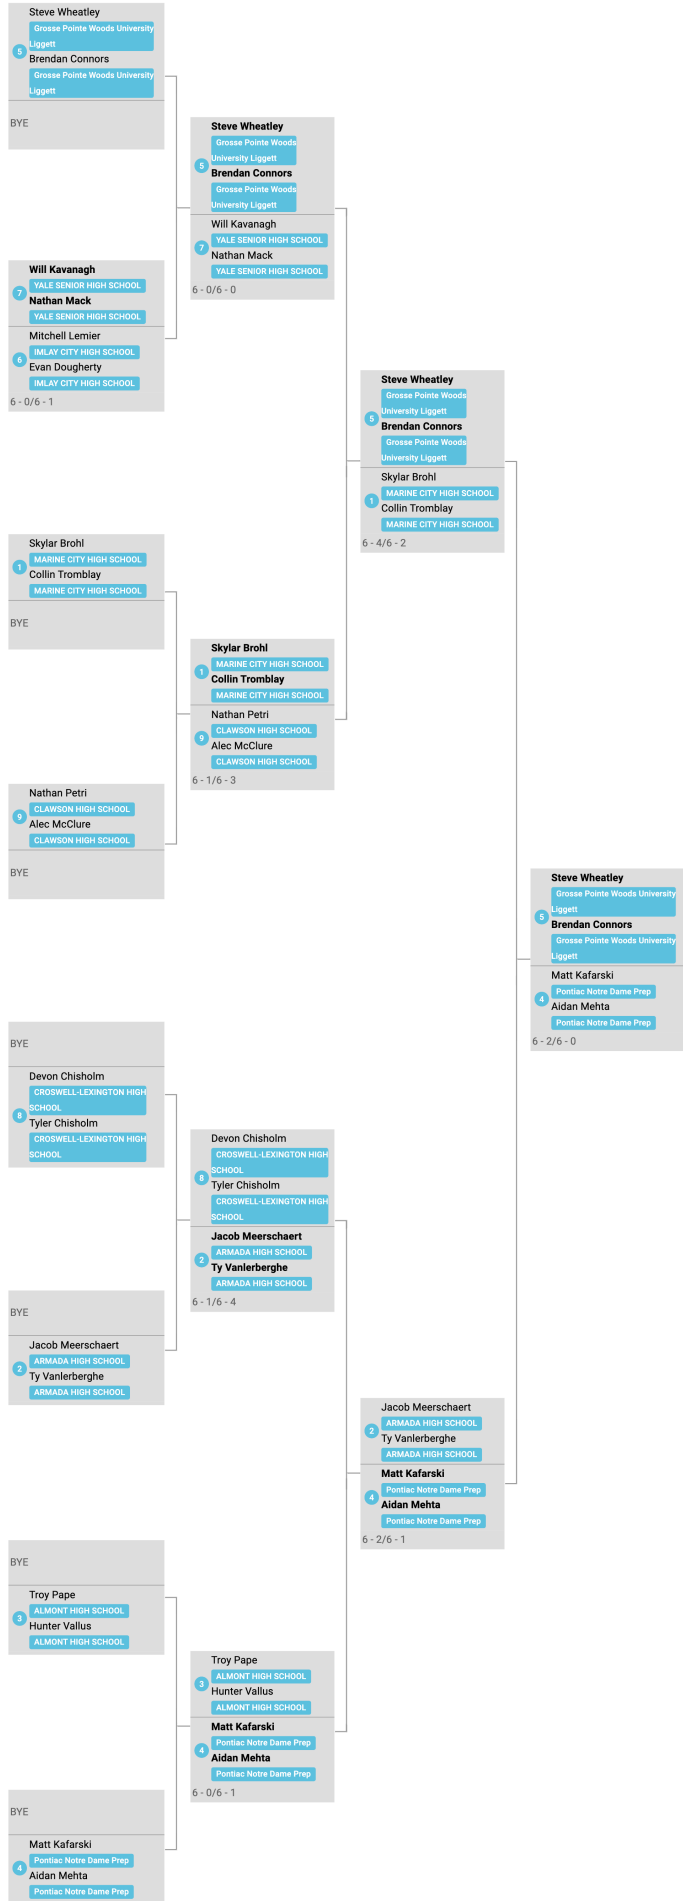 Steve Wheatley
Grosse Pointe Woods University
Liggett
5
Brendan Connors
Grosse Pointe Woods University
Liggett
BYE
Will Kavanagh
YALE SENIOR HIGH SCHOOL
7
Nathan Mack
YALE SENIOR HIGH SCHOOL
Mitchell Lemier
IMLAY CITY HIGH SCHOOL
6
Evan Dougherty
IMLAY CITY HIGH SCHOOL
6 - 0/6 - 1
Skylar Brohl
MARINE CITY HIGH SCHOOL
1
Collin Tromblay
MARINE CITY HIGH SCHOOL
BYE
Nathan Petri
CLAWSON HIGH SCHOOL
9
Alec McClure
CLAWSON HIGH SCHOOL
BYE
BYE
Devon Chisholm
CROSWELL-LEXINGTON HIGH
SCHOOL
8
Tyler Chisholm
CROSWELL-LEXINGTON HIGH
SCHOOL
BYE
Jacob Meerschaert
ARMADA HIGH SCHOOL
2
Ty Vanlerberghe
ARMADA HIGH SCHOOL
BYE
Troy Pape
ALMONT HIGH SCHOOL
3
Hunter Vallus
ALMONT HIGH SCHOOL
BYE
Matt Kafarski
Pontiac Notre Dame Prep
4
Aidan Mehta
Pontiac Notre Dame Prep
Steve Wheatley
Grosse Pointe Woods
University Liggett
5
Brendan Connors
Grosse Pointe Woods
University Liggett
Will Kavanagh
YALE SENIOR HIGH SCHOOL
7
Nathan Mack
YALE SENIOR HIGH SCHOOL
6 - 0/6 - 0
Skylar Brohl
MARINE CITY HIGH SCHOOL
1
Collin Tromblay
MARINE CITY HIGH SCHOOL
Nathan Petri
CLAWSON HIGH SCHOOL
9
Alec McClure
CLAWSON HIGH SCHOOL
6 - 1/6 - 3
Devon Chisholm
CROSWELL-LEXINGTON HIGH
SCHOOL
8
Tyler Chisholm
CROSWELL-LEXINGTON HIGH
SCHOOL
Jacob Meerschaert
ARMADA HIGH SCHOOL
2
Ty Vanlerberghe
ARMADA HIGH SCHOOL
6 - 1/6 - 4
Troy Pape
ALMONT HIGH SCHOOL
3
Hunter Vallus
ALMONT HIGH SCHOOL
Matt Kafarski
Pontiac Notre Dame Prep
4
Aidan Mehta
Pontiac Notre Dame Prep
6 - 0/6 - 1
Steve Wheatley
Grosse Pointe Woods
University Liggett
5
Brendan Connors
Grosse Pointe Woods
University Liggett
Skylar Brohl
MARINE CITY HIGH SCHOOL
1
Collin Tromblay
MARINE CITY HIGH SCHOOL
6 - 4/6 - 2
Jacob Meerschaert
ARMADA HIGH SCHOOL
2
Ty Vanlerberghe
ARMADA HIGH SCHOOL
Matt Kafarski
Pontiac Notre Dame Prep
4
Aidan Mehta
Pontiac Notre Dame Prep
6 - 2/6 - 1
Steve Wheatley
Grosse Pointe Woods University
Liggett
5
Brendan Connors
Grosse Pointe Woods University
Liggett
Matt Kafarski
Pontiac Notre Dame Prep
4
Aidan Mehta
Pontiac Notre Dame Prep
6 - 2/6 - 0